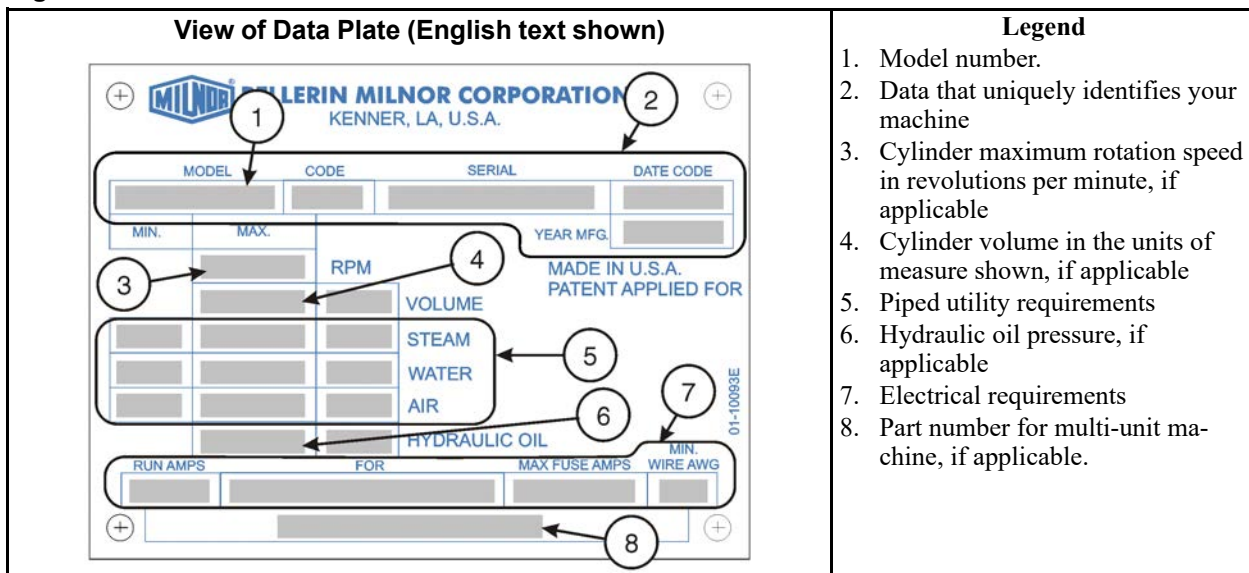 View of Data Plate (English text shown)
MILNOR® LLERIN MILNOR CORPORATION
KENNER, LA, U.S.A.
1
2
MODEL CODE SERIAL DATE CODE
MIN. MAX. YEAR MFG.
3
RPM
4
MADE IN U.S.A.
PATENT APPLIED FOR
VOLUME
STEAM
5
WATER
AIR
7
01-10093E
6
HYDRAULIC OIL
RUN AMPS FOR MAX FUSE AMPS MIN.
WIRE AWG
8
Legend
1. Model number.
2. Data that uniquely identifies your
machine
3. Cylinder maximum rotation speed
in revolutions per minute, if
applicable
4. Cylinder volume in the units of
measure shown, if applicable
5. Piped utility requirements
6. Hydraulic oil pressure, if
applicable
7. Electrical requirements
8. Part number for multi-unit ma-
chine, if applicable.